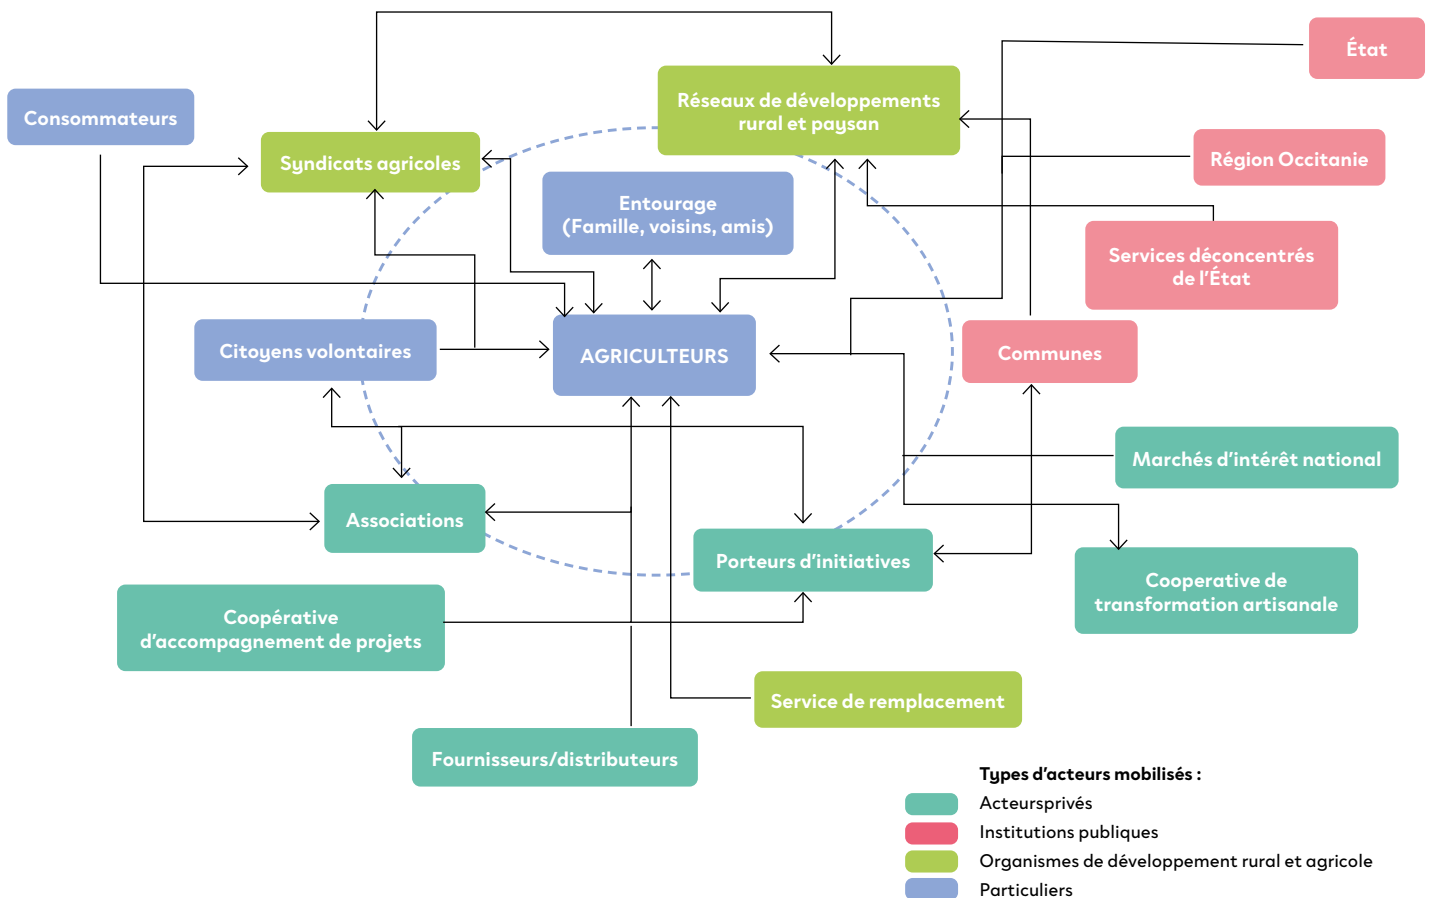 État
Réseaux de développements
rural et paysan
Consommateurs
Syndicats agricoles
Région Occitanie
Entourage
(Famille, voisins, amis)
Services déconcentrés
de l'État
Citoyens volontaires
AGRICULTEURS
Communes
Marchés d'intérêt national
Associations
Porteurs d'initiatives
Cooperative de
transformation artisanale
Coopérative
d'accompagnement de projets
Service de remplacement
Fournisseurs/distributeurs
Types d'acteurs mobilisés :
Acteursprivés
Institutions publiques
Organismes de développement rural et agricole
Particuliers